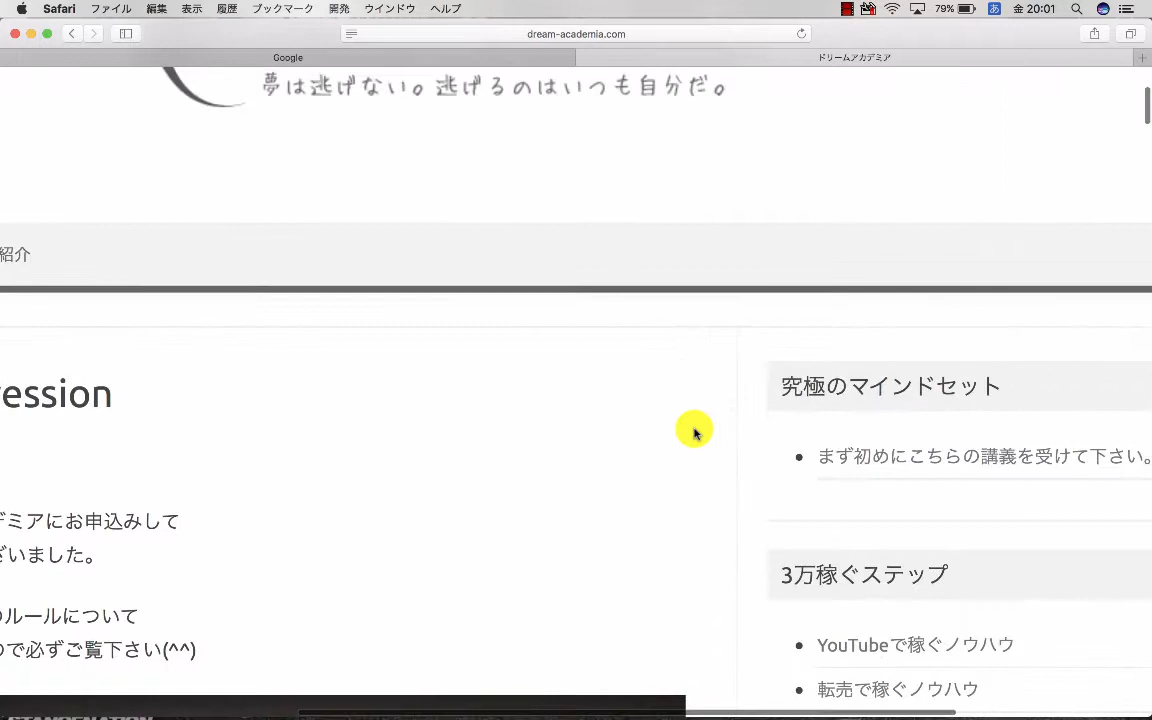 Safari ファイル 編集 表示 履歴 ブックマーク 開発 ウインドウ ヘルプ 79% あ 金 20:01
dream-academia.com
Google ドリームアカデミア
夢は逃げない。逃げるのはいつも自分だ。
紹介
ession
究極のマインドセット
まず初めにこちらの講義を受けて下さい。
デミアにお申込みして
ざいました。
3万稼ぐステップ
のルールについて
YouTubeで稼ぐノウハウ
ので必ずご覧下さい(^^)
転売で稼ぐノウハウ